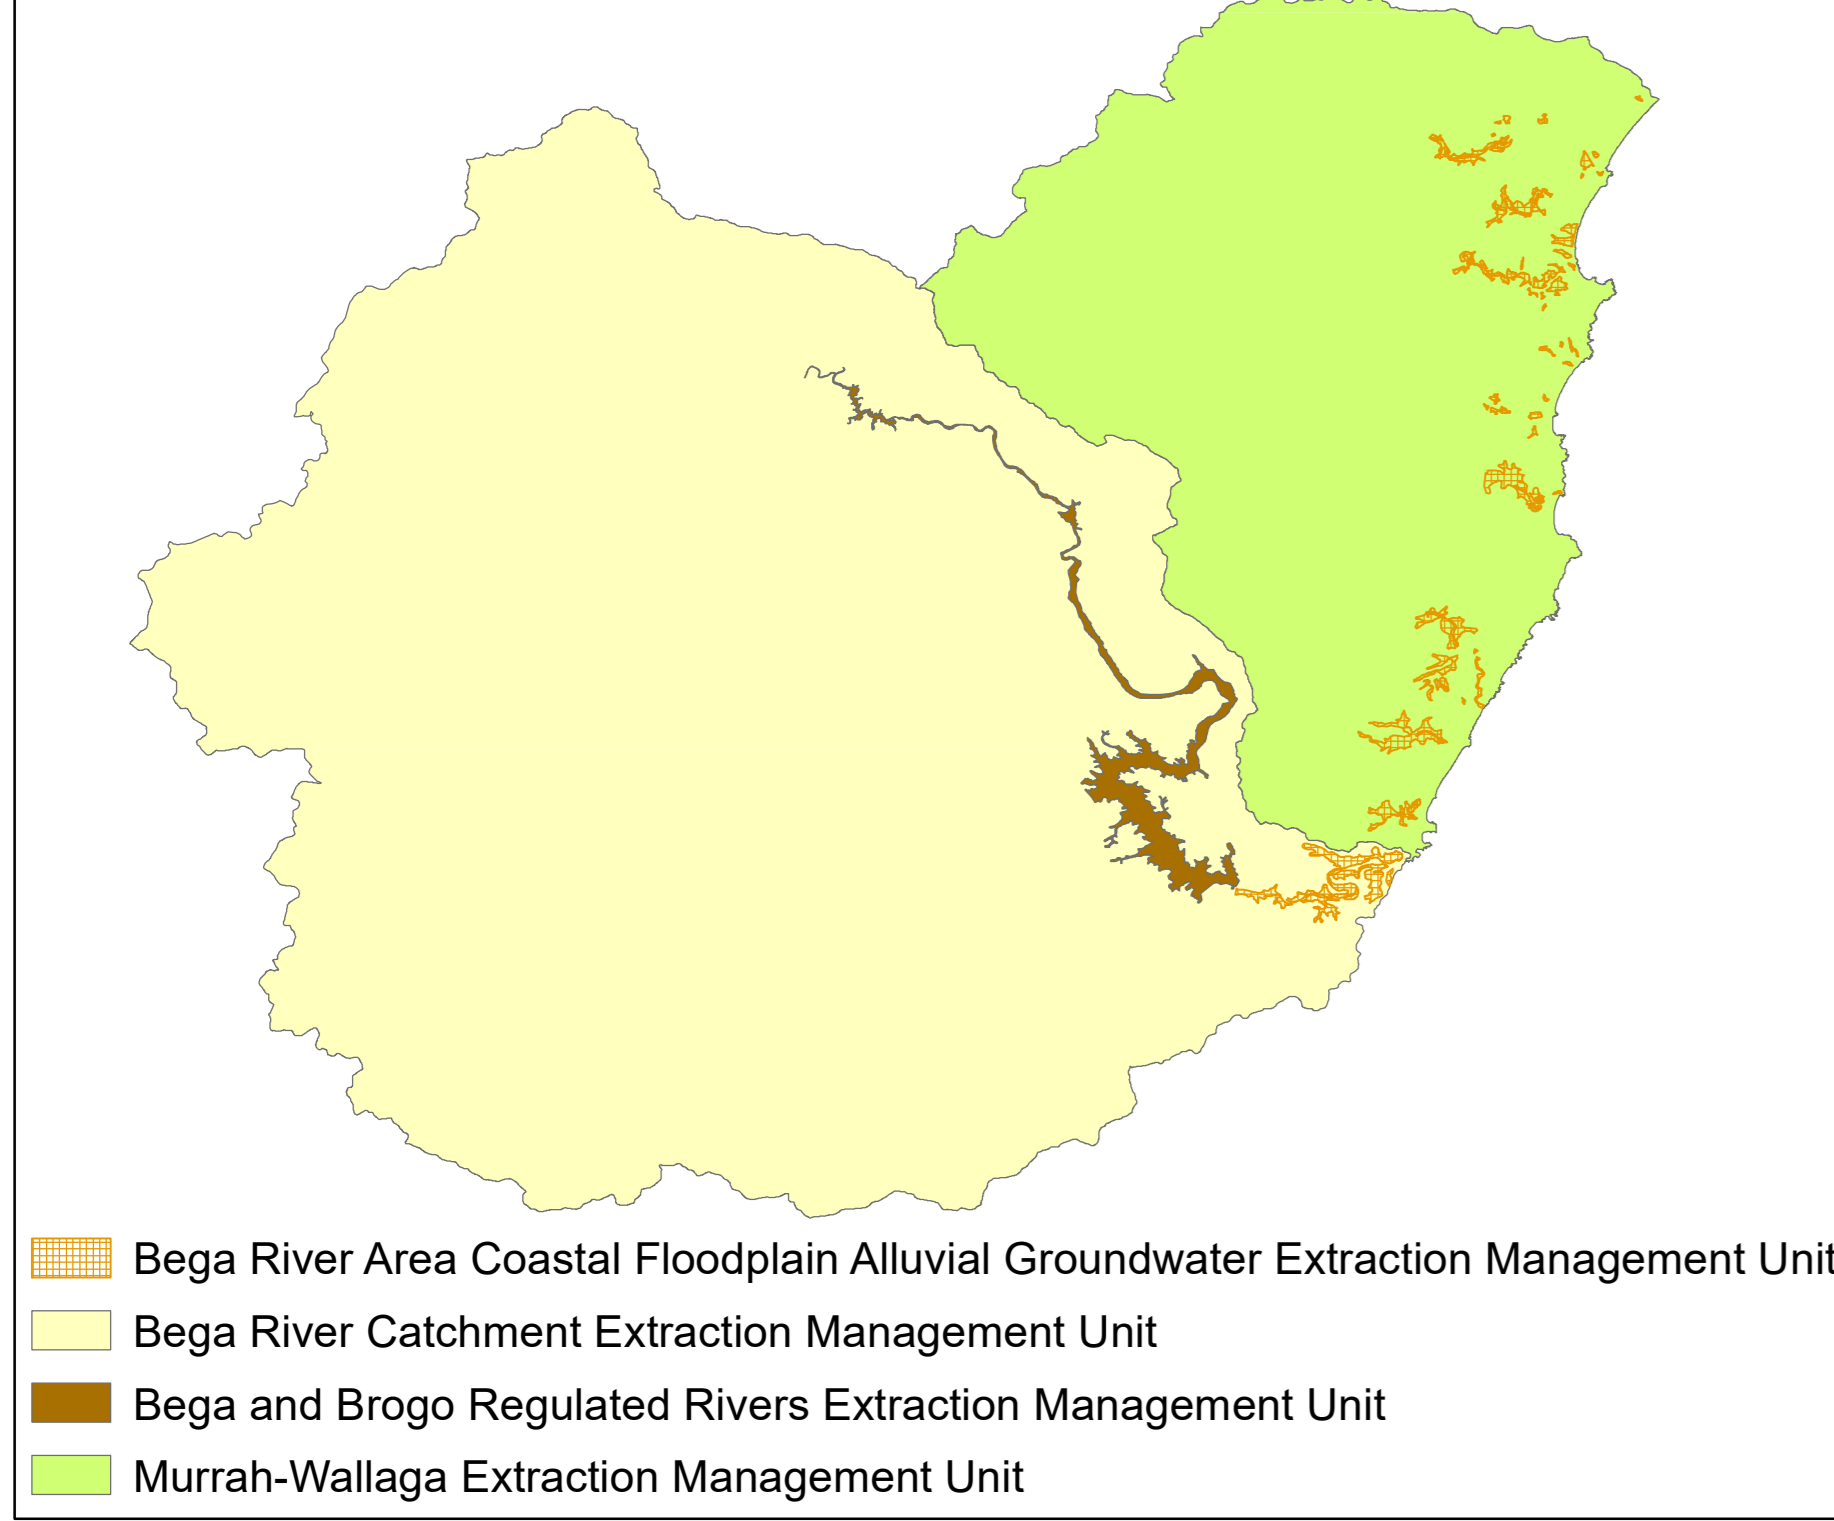 Bega River Area Coastal Floodplain Alluvial Groundwater Extraction Management Unit
Bega River Catchment Extraction Management Unit
Bega and Brogo Regulated Rivers Extraction Management Unit
Murrah-Wallaga Extraction Management Unit